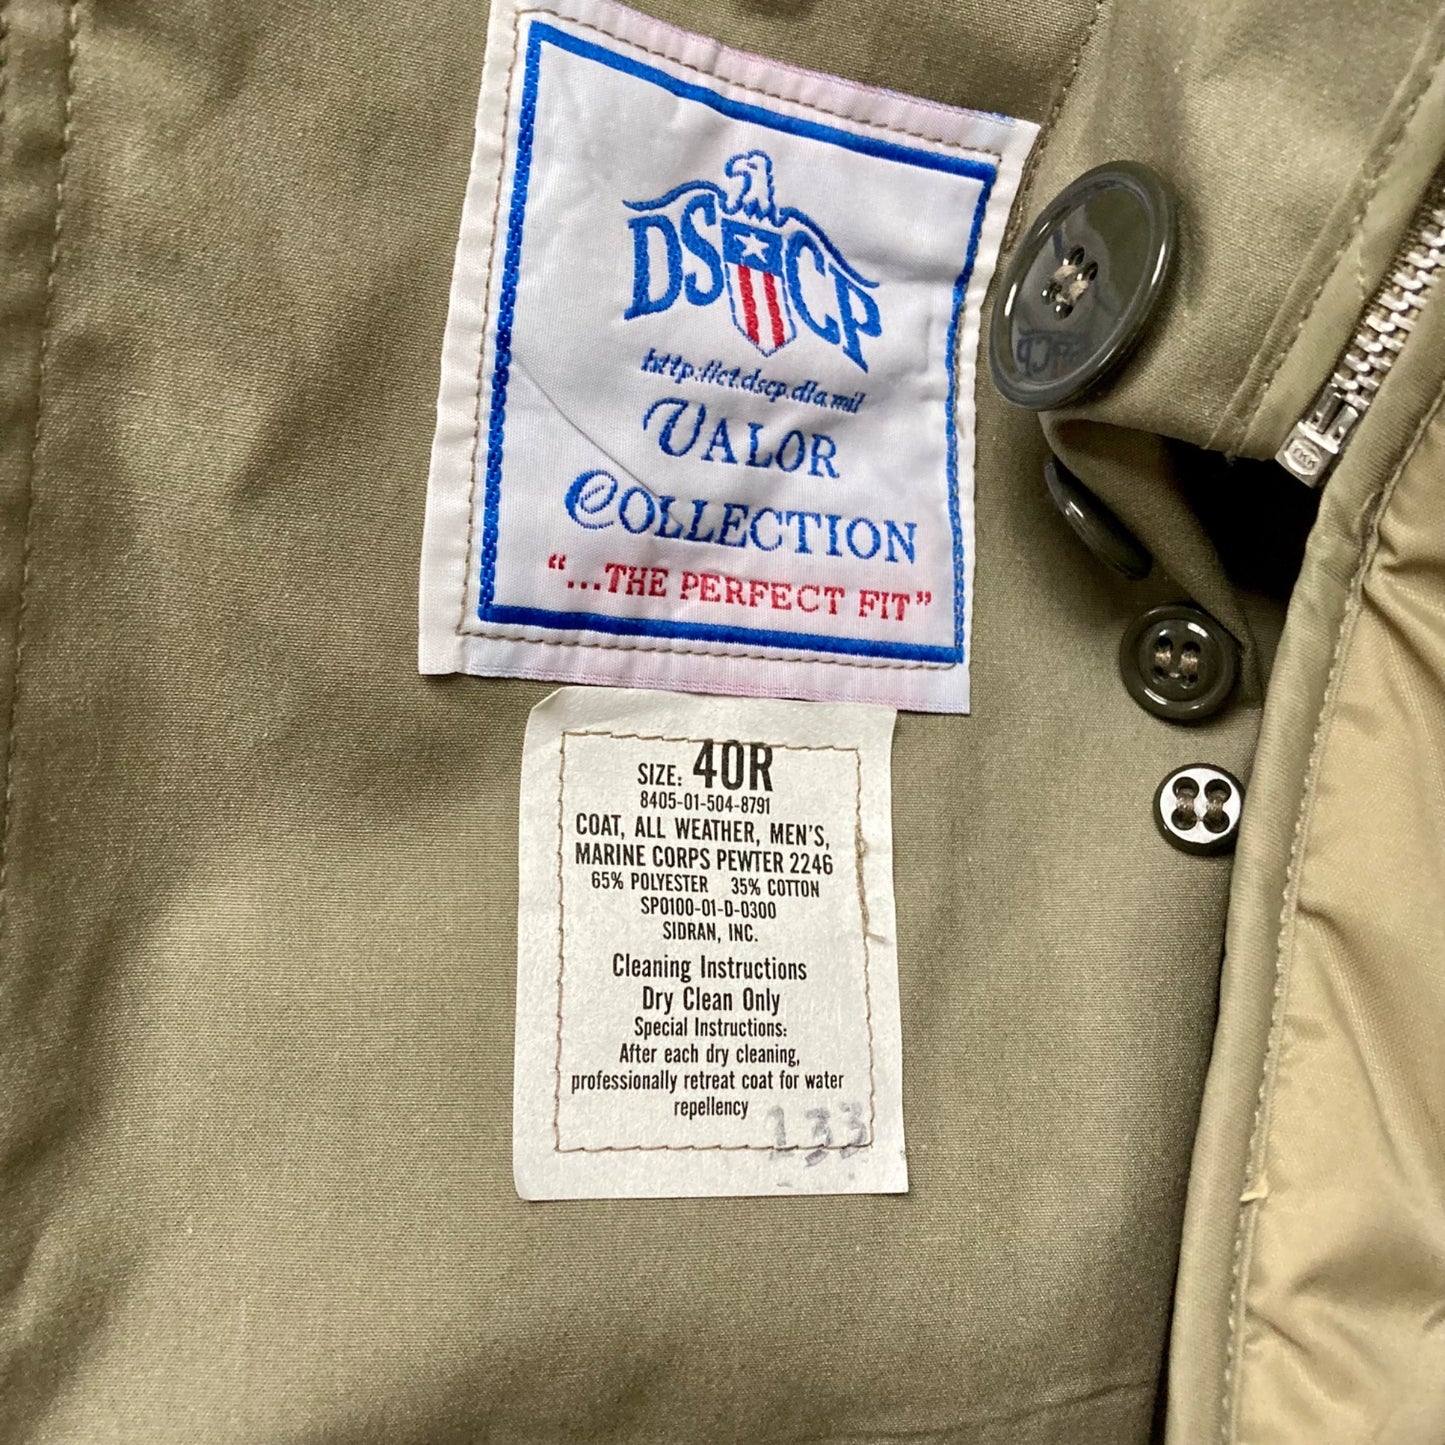 DSCP
http://ct.dscp.dla.mil
VALOR
COLLECTION
"...THE PERFECT FIT"
SIZE: 40R
8405-01-504-8791
COAT, ALL WEATHER, MEN'S,
MARINE CORPS PEWTER 2246
65% POLYESTER 35% COTTON
SP0100-01-D-0300
SIDRAN, INC.
Cleaning Instructions
Dry Clean Only
Special Instructions:
After each dry cleaning,
professionally retreat coat for water
repellency
133